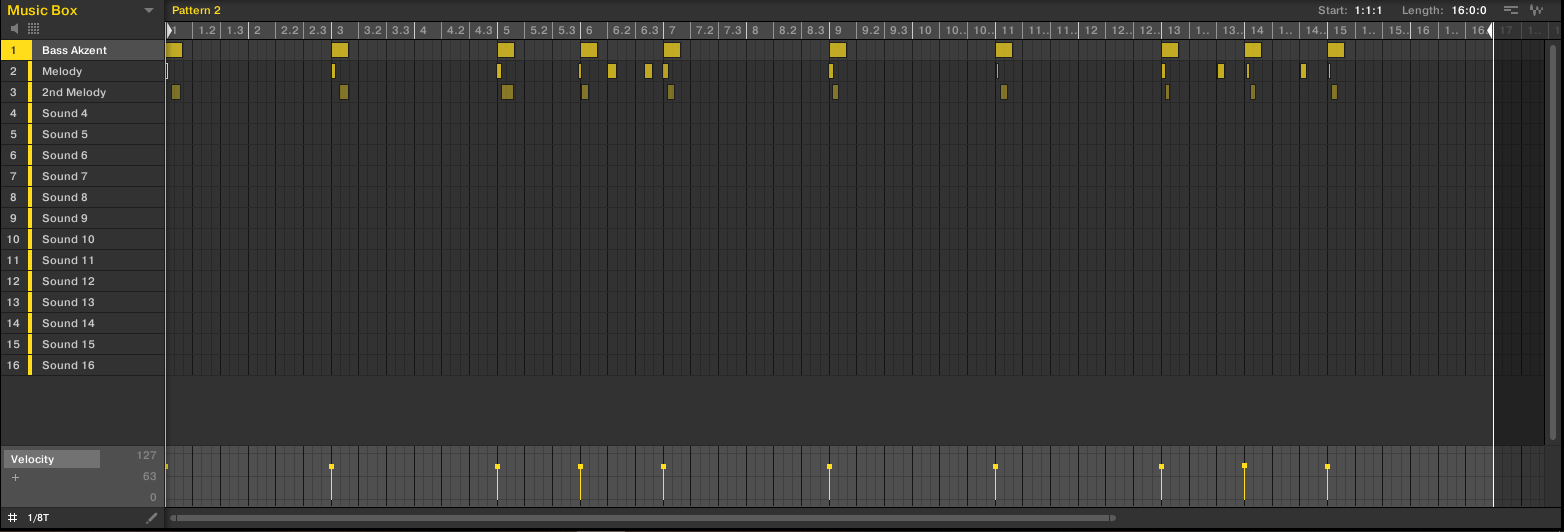 Music Box Pattern 2 Start: 1:1:1 Length: 16:0:0
1 1.2 1.3 2 2.2 2.3 3 3.2 3.3 4 4.2 4.3 5 5.2 5.3 6 6.2 6.3 7 7.2 7.3 8 8.2 8.3 9 9.2 9.3 10 10.. 10... 11 11.. 11.. 12 12.. 12... 13 1.. 13... 14 1.. 14... 15 1.. 15.. 16 1.. 16 17 1..
1 Bass Akzent
2 Melody
3 2nd Melody
4 Sound 4
5 Sound 5
6 Sound 6
7 Sound 7
8 Sound 8
9 Sound 9
10 Sound 10
11 Sound 11
12 Sound 12
13 Sound 13
14 Sound 14
15 Sound 15
16 Sound 16
Velocity 127
+ 63
0
1/8T